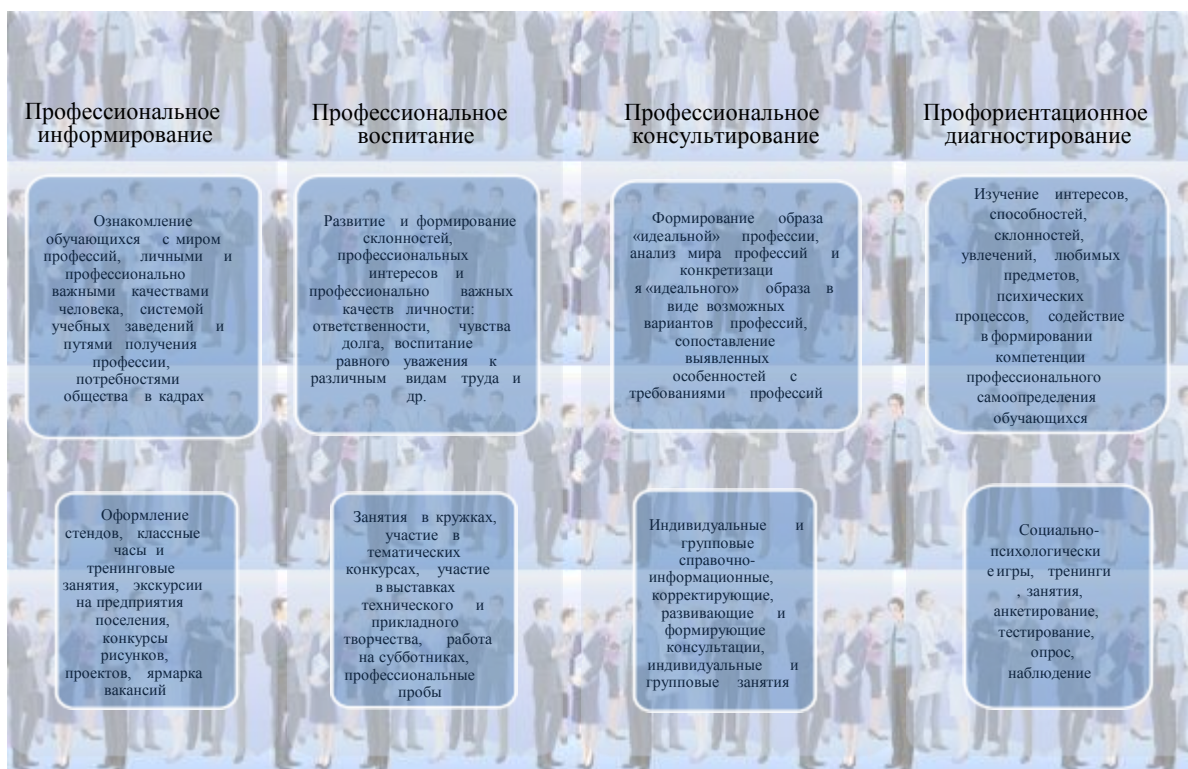 Профессиональное
информирование
Ознакомление
обучающихся с миром
профессий, личными и
профессионально
важными качествами
человека, системой
учебных заведений и
путями получения
профессии,
потребностями
общества в кадрах
Оформление
стендов, классные
часы и
тренинговые
занятия, экскурсии
на предприятия
поселения,
конкурсы
рисунков,
проектов, ярмарка
вакансий
Профессиональное
воспитание
Развитие и формирование
склонностей,
профессиональных
интересов и
профессионально важных
качеств личности:
ответственности, чувства
долга, воспитание
равного уважения к
различным видам труда и
др.
Занятия в кружках,
участие в
тематических
конкурсах, участие
в выставках
технического и
прикладного
творчества, работа
на субботниках,
профессиональные
пробы
Профессиональное
консультирование
Формирование образа
«идеальной» профессии,
анализ мира профессий и
конкретизаци
я «идеального» образа в
виде возможных
вариантов профессий,
сопоставление
выявленных
особенностей с
требованиями профессий
Индивидуальные и
групповые
справочно-
информационные,
корректирующие,
развивающие и
формирующие
консультации,
индивидуальные и
групповые занятия
Профориентационное
диагностирование
Изучение интересов,
способностей,
склонностей,
увлечений, любимых
предметов,
психических
процессов, содействие
в формировании
компетенции
профессионального
самоопределения
обучающихся
Социально-
психологически
е игры, тренинги
, занятия,
анкетирование,
тестирование,
опрос,
наблюдение